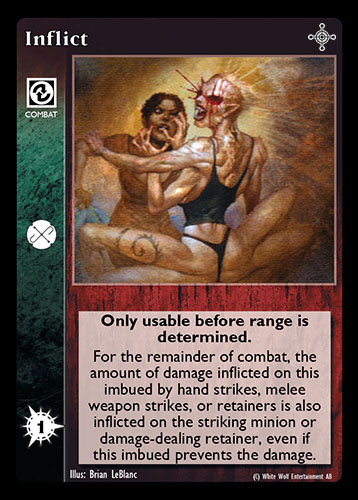 Inflict
COMBAT
Only usable before range is
determined.
For the remainder of combat, the
amount of damage inflicted on this
imbued by hand strikes, melee
weapon strikes, or retainers is also
inflicted on the striking minion or
damage-dealing retainer, even if
this imbued prevents the damage.
1
Illus: Brian LeBlanc
(C) White Wolf Entertainment AB